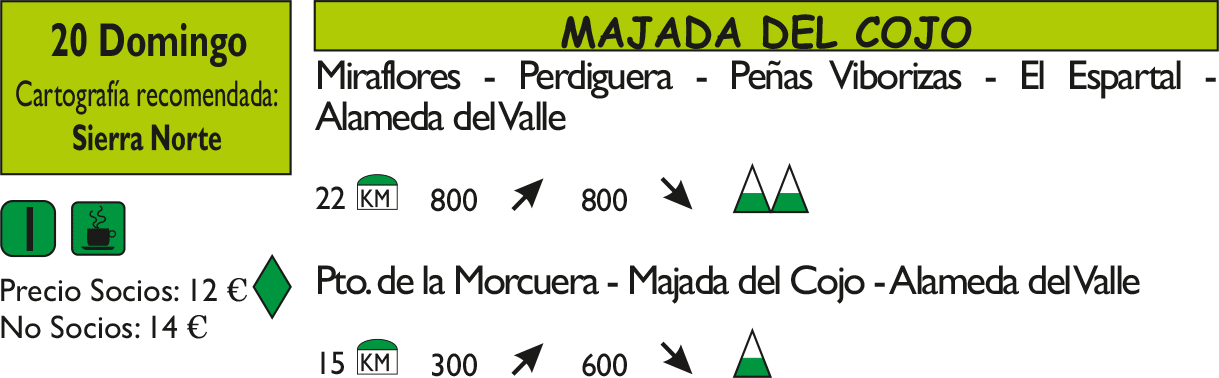 20 Domingo
Cartografía recomendada:
Sierra Norte
Precio Socios: 12 €
No Socios: 14 €
MAJADA DEL COJO
Miraflores - Perdiguera - Peñas Viborizas - El Espartal -
Alameda del Valle
22 KM 800 800
Pto. de la Morcuera - Majada del Cojo - Alameda del Valle
15 KM 300 600